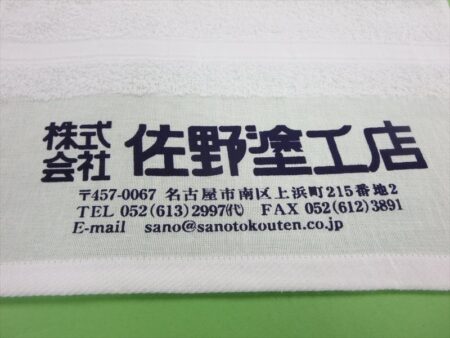 株式会社 佐野塗工店
〒457-0067 名古屋市南区上浜町215番地2
TEL 052(613)2997㈹ FAX 052(612)3891
E-mail sano@sanotokouten.co.jp